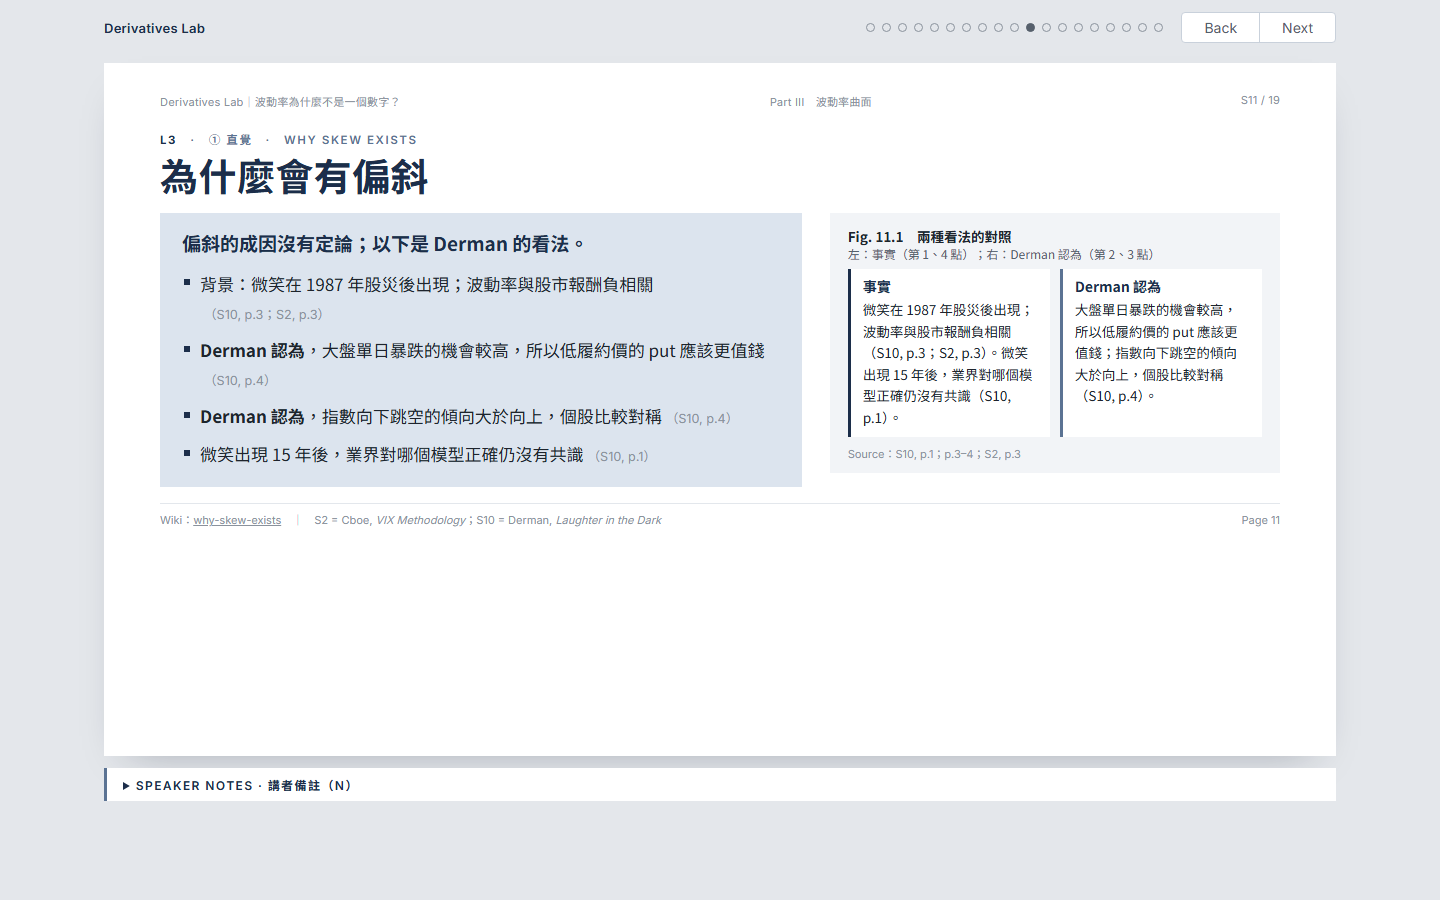 Derivatives Lab
Back
Next
Derivatives Lab | 波動率為什麼不是一個數字？
Part III 波動率曲面
S11 / 19
L3 · ① 直覺 · WHY SKEW EXISTS
為什麼會有偏斜
偏斜的成因沒有定論；以下是 Derman 的看法。
▪ 背景：微笑在 1987 年股災後出現；波動率與股市報酬負相關
（S10, p.3；S2, p.3）
▪ Derman 認為，大盤單日暴跌的機會較高，所以低履約價的 put 應該更值錢
（S10, p.4）
▪ Derman 認為，指數向下跳空的傾向大於向上，個股比較對稱 （S10, p.4）
▪ 微笑出現 15 年後，業界對哪個模型正確仍沒有共識 （S10, p.1）
Fig. 11.1 兩種看法的對照
左：事實（第 1、4 點）；右：Derman 認為（第 2、3 點）
事實
微笑在 1987 年股災後出現；
波動率與股市報酬負相關
（S10, p.3；S2, p.3）。微笑
出現 15 年後，業界對哪個模
型正確仍沒有共識（S10,
p.1）。
Derman 認為
大盤單日暴跌的機會較高，
所以低履約價的 put 應該更
值錢；指數向下跳空的傾向
大於向上，個股比較對稱
（S10, p.4）。
Source：S10, p.1；p.3–4；S2, p.3
Wiki：why-skew-exists | S2 = Cboe, VIX Methodology；S10 = Derman, Laughter in the Dark
Page 11
▶ SPEAKER NOTES · 講者備註（N）